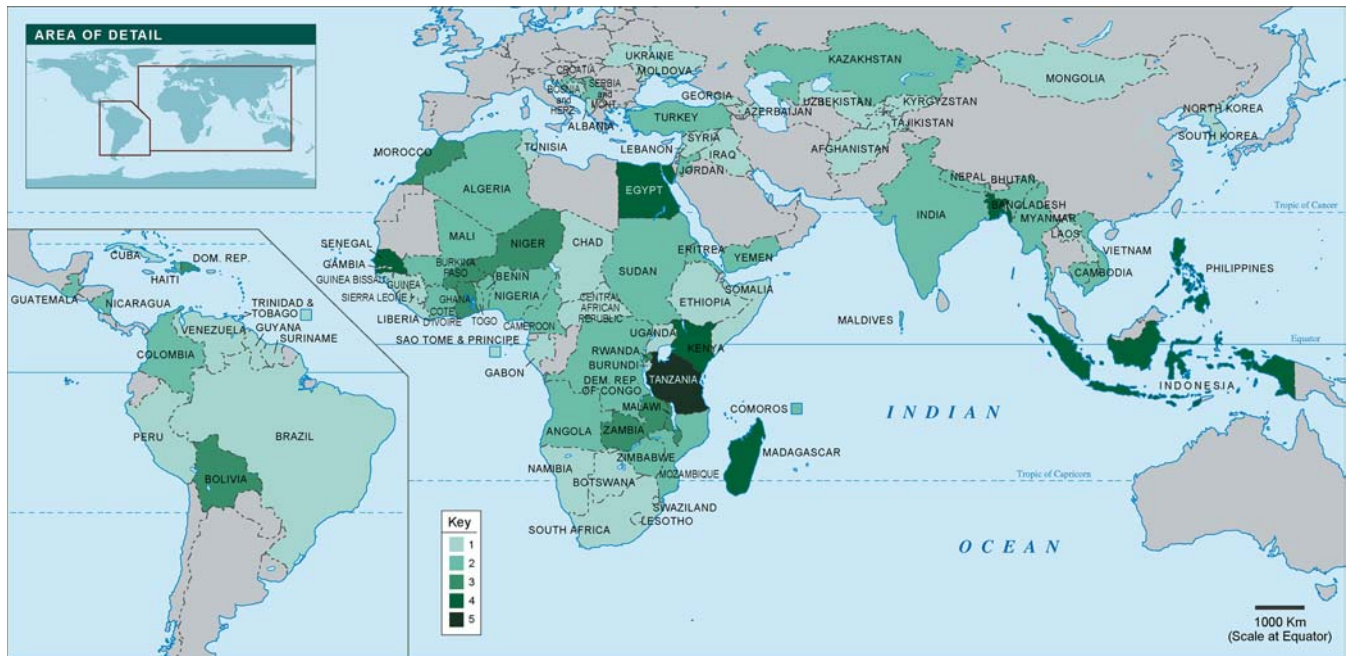 AREA OF DETAIL
UKRAINE
MOLDOVA
CROATIA
BOSNIA
and
HERZ.
SERBIA
and
MONT.
ALBANIA
GEORGIA
AZERBAIJAN
TURKEY
KAZAKHSTAN
UZBEKISTAN
KYRGYZSTAN
TAJIKISTAN
MONGOLIA
NORTH KOREA
SOUTH KOREA
MOROCCO
TUNISIA
LEBANON
SYRIA
IRAQ
JORDAN
AFGHANISTAN
ALGERIA
EGYPT
NEPAL
BHUTAN
INDIA
BANGLADESH
MYANMAR
LAOS
VIETNAM
CAMBODIA
PHILIPPINES
Tropic of Cancer
SENEGAL
GAMBIA
GUINEA BISSAU
GUINEA
SIERRA LEONE
LIBERIA
MALI
BURKINA
FASO
NIGER
CHAD
SUDAN
ERITREA
YEMEN
BENIN
GHANA
COTE
D'IVOIRE
TOGO
NIGERIA
CAMEROON
CENTRAL
AFRICAN
REPUBLIC
ETHIOPIA
SOMALIA
SAO TOME & PRINCIPE
GABON
UGANDA
KENYA
RWANDA
BURUNDI
DEM. REP.
OF CONGO
TANZANIA
MALDIVES
Equator
INDONESIA
MALAWI
COMOROS
ANGOLA
ZAMBIA
ZIMBABWE
MOZAMBIQUE
MADAGASCAR
NAMIBIA
BOTSWANA
SWAZILAND
LESOTHO
SOUTH AFRICA
INDIAN
OCEAN
Tropic of Capricorn
CUBA
DOM. REP.
HAITI
GUATEMALA
NICARAGUA
TRINIDAD &
TOBAGO
VENEZUELA
GUYANA
SURINAME
COLOMBIA
PERU
BRAZIL
BOLIVIA
Key
1
2
3
4
5
1000 Km
(Scale at Equator)